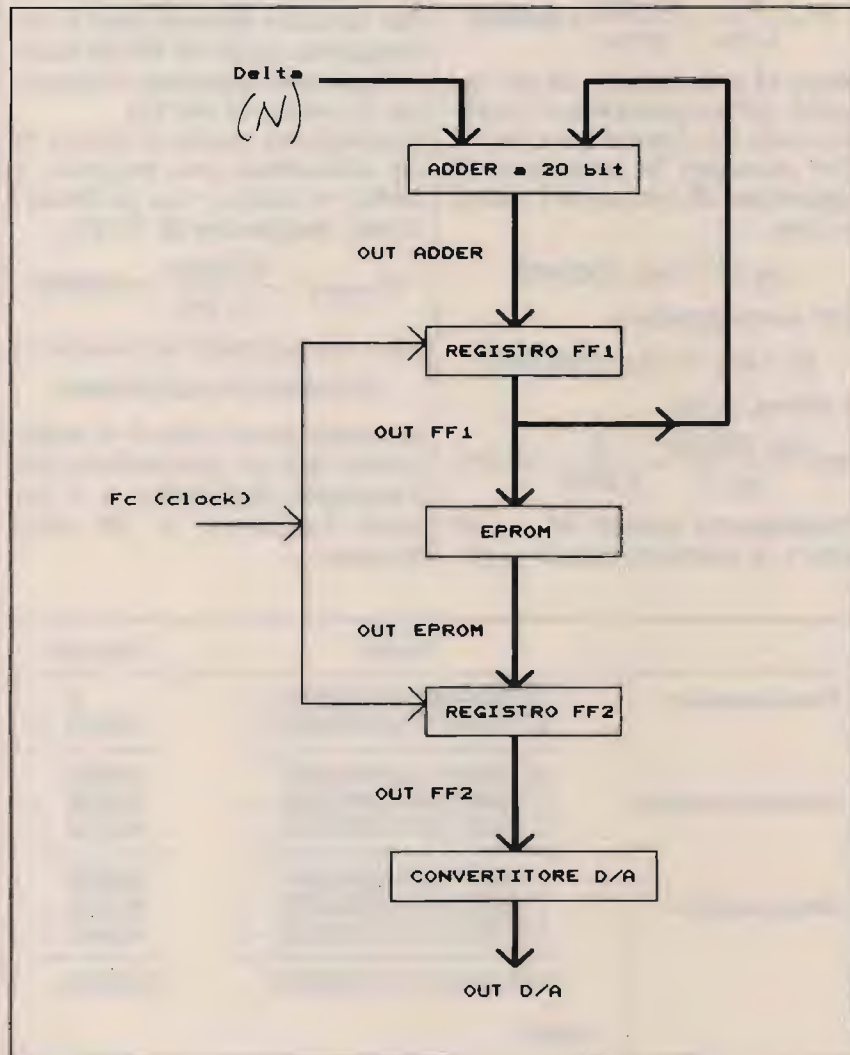 Delta
(N)
ADDER a 20 bit
OUT ADDER
REGISTRO FF1
OUT FF1
Fc (clock)
EPROM
OUT EPROM
REGISTRO FF2
OUT FF2
CONVERTITORE D/A
OUT D/A